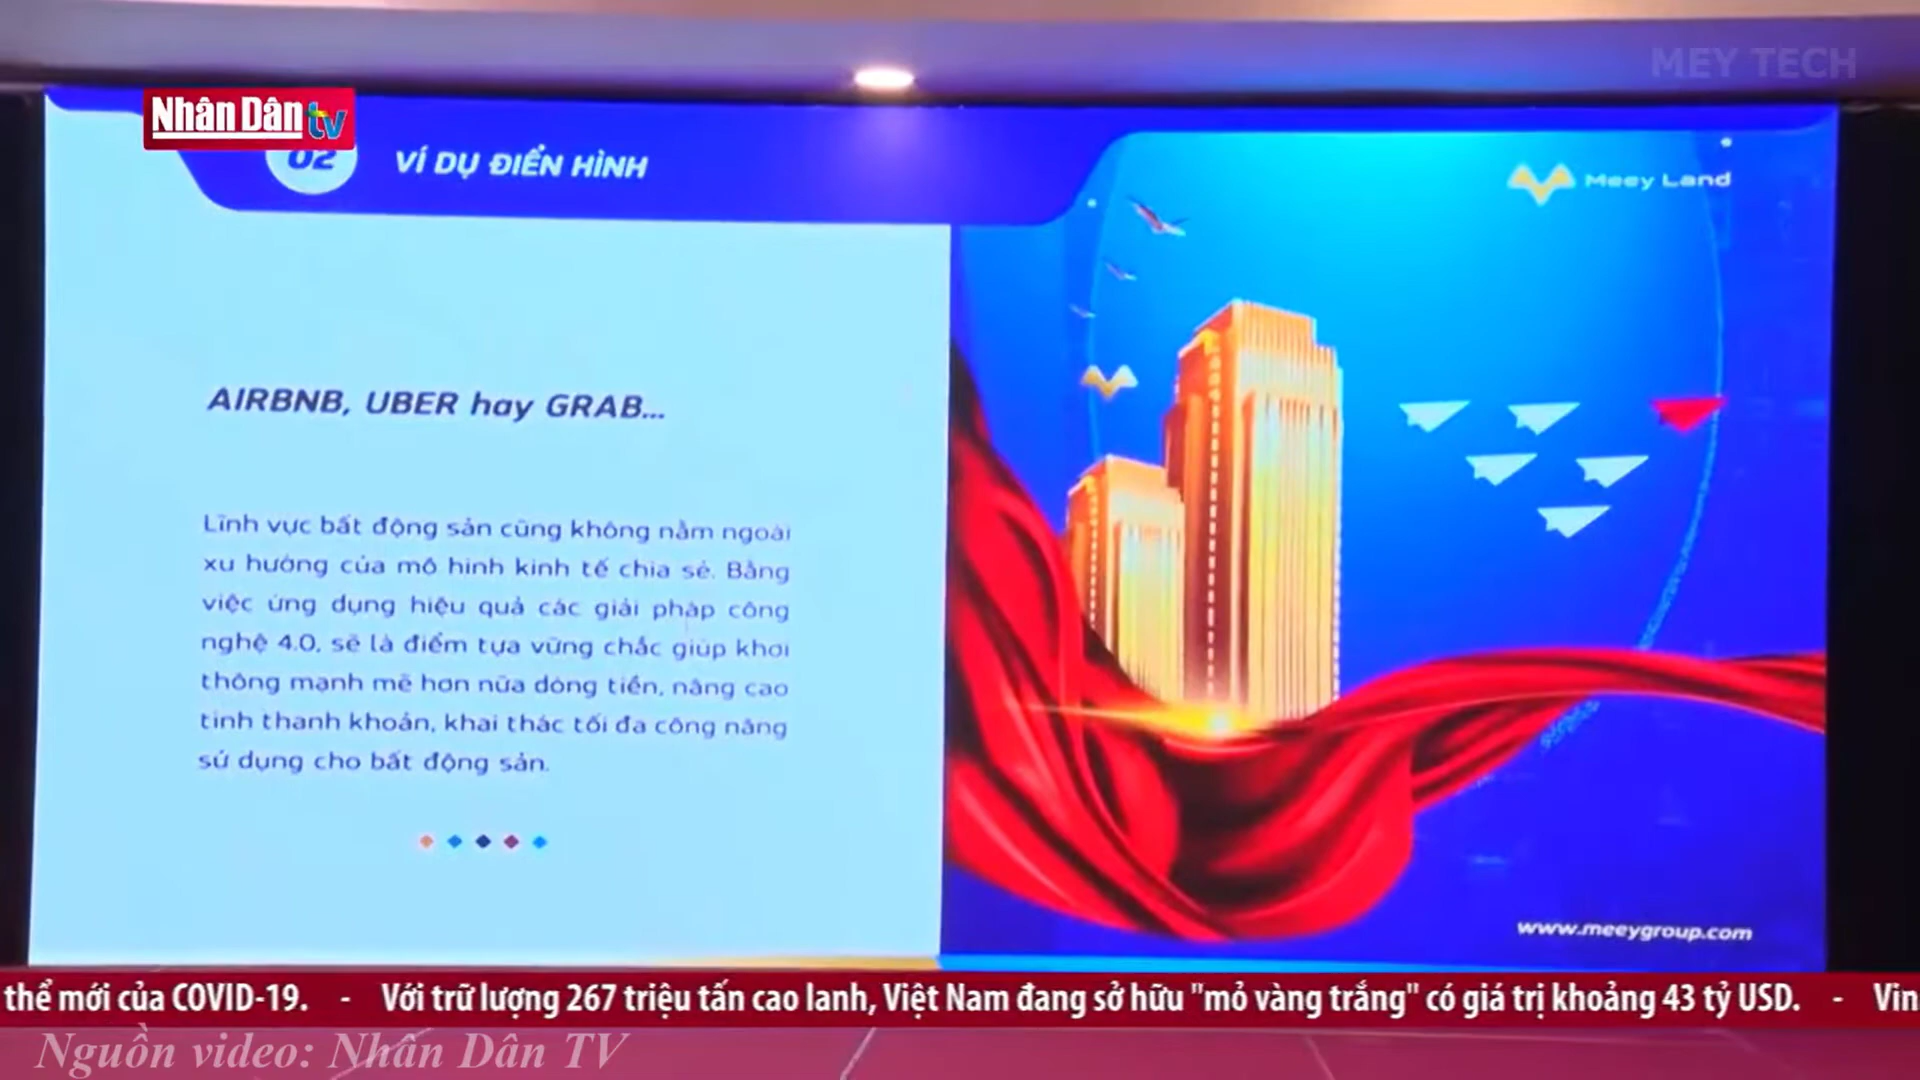 MEY TECH
Nhân Dân tv
02
VÍ DỤ ĐIỂN HÌNH
Meey Land
AIRBNB, UBER hay GRAB...
Lĩnh vực bất động sản cũng không nằm ngoài
xu hướng của mô hình kinh tế chia sẻ. Bằng
việc ứng dụng hiệu quả các giải pháp công
nghệ 4.0, sẽ là điểm tựa vững chắc giúp khơi
thông mạnh mẽ hơn nữa dòng tiền, nâng cao
tính thanh khoản, khai thác tối đa công năng
sử dụng cho bất động sản.
www.meeygroup.com
thể mới của COVID-19. - Với trữ lượng 267 triệu tấn cao lanh, Việt Nam đang sở hữu "mỏ vàng trắng" có giá trị khoảng 43 tỷ USD. - Vin
Nguồn video: Nhân Dân TV